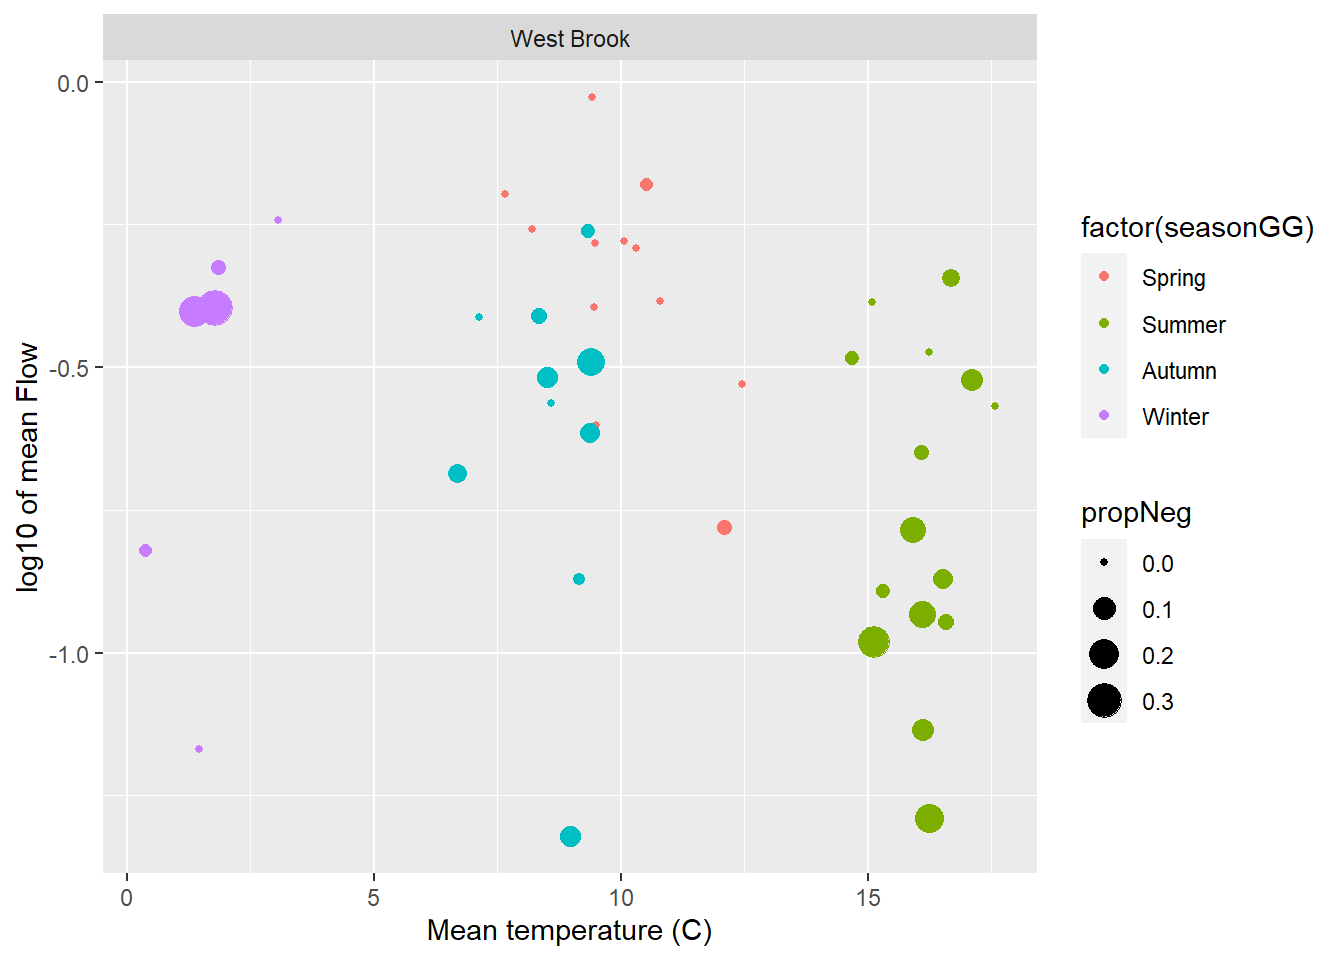 West Brook
0.0
-0.5
-1.0
log10 of mean Flow
0
5
10
15
Mean temperature (C)
factor(seasonGG)
Spring
Summer
Autumn
Winter
propNeg
0.0
0.1
0.2
0.3